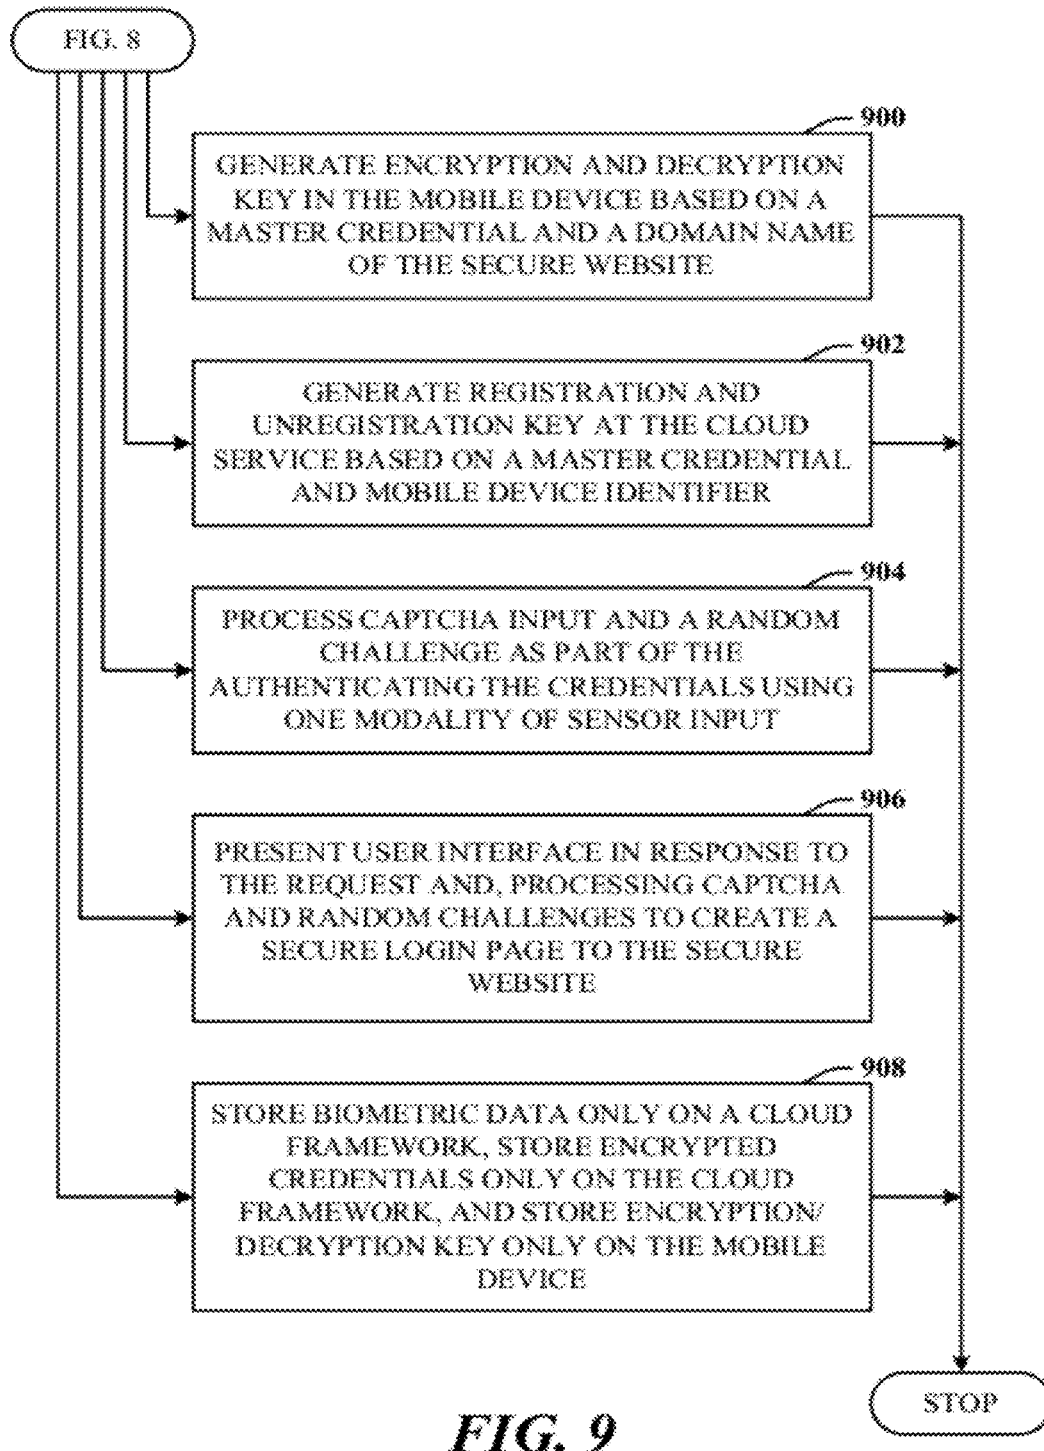 FIG. 8
900
GENERATE ENCRYPTION AND DECRYPTION
KEY IN THE MOBILE DEVICE BASED ON A
MASTER CREDENTIAL AND A DOMAIN NAME
OF THE SECURE WEBSITE
902
GENERATE REGISTRATION AND
UNREGISTRATION KEY AT THE CLOUD
SERVICE BASED ON A MASTER CREDENTIAL
AND MOBILE DEVICE IDENTIFIER
904
PROCESS CAPTCHA INPUT AND A RANDOM
CHALLENGE AS PART OF THE
AUTHENTICATING THE CREDENTIALS USING
ONE MODALITY OF SENSOR INPUT
906
PRESENT USER INTERFACE IN RESPONSE TO
THE REQUEST AND, PROCESSING CAPTCHA
AND RANDOM CHALLENGES TO CREATE A
SECURE LOGIN PAGE TO THE SECURE
WEBSITE
908
STORE BIOMETRIC DATA ONLY ON A CLOUD
FRAMEWORK, STORE ENCRYPTED
CREDENTIALS ONLY ON THE CLOUD
FRAMEWORK, AND STORE ENCRYPTION/
DECRYPTION KEY ONLY ON THE MOBILE
DEVICE
STOP
FIG. 9